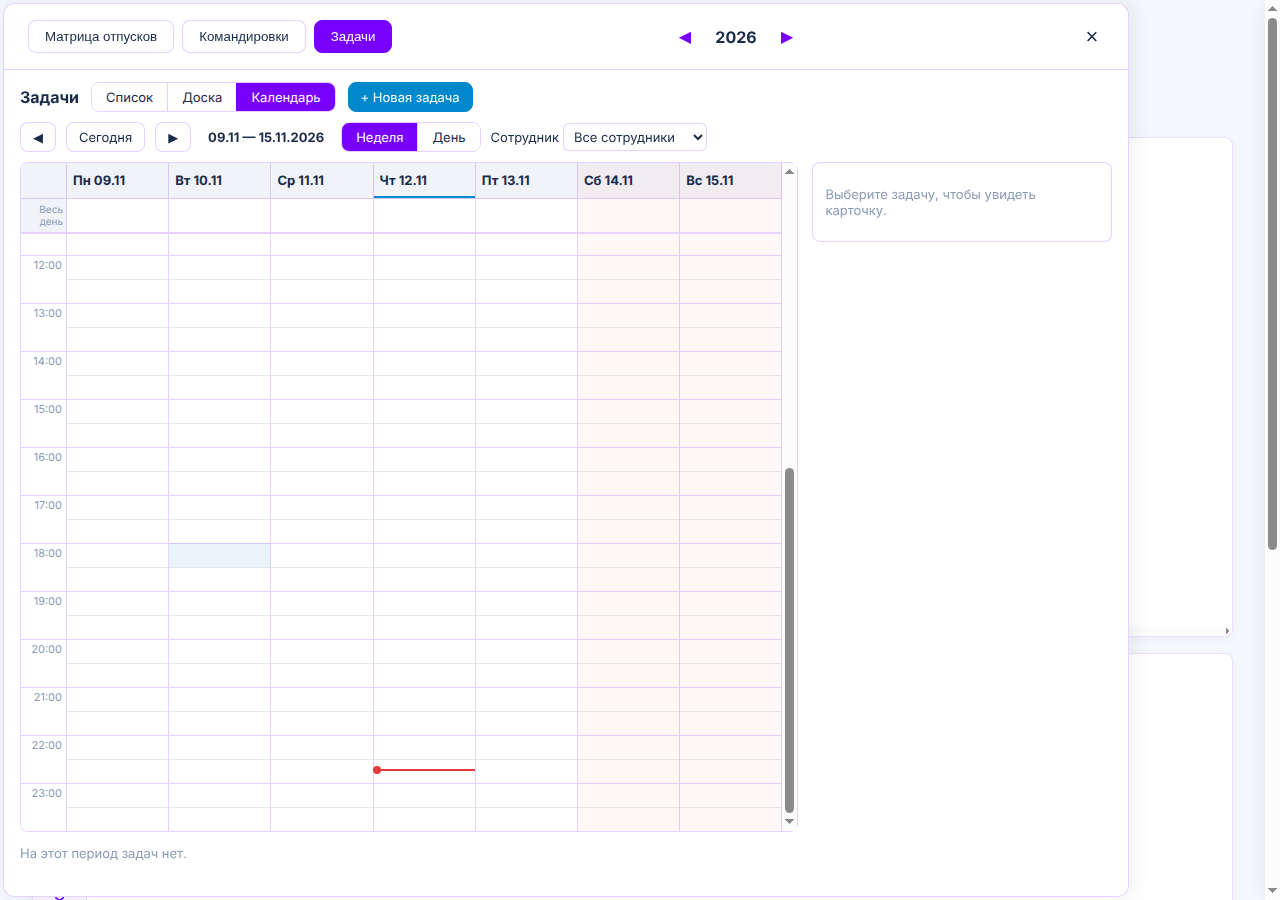 Матрица отпусков Командировки Задачи ◀ 2026 ▶ ×
Задачи Список Доска Календарь + Новая задача
◀ Сегодня ▶ 09.11 — 15.11.2026 Неделя День Сотрудник Все сотрудники
Пн 09.11 Вт 10.11 Ср 11.11 Чт 12.11 Пт 13.11 Сб 14.11 Вс 15.11
Весь
день
Выберите задачу, чтобы увидеть
карточку.
12:00
13:00
14:00
15:00
16:00
17:00
18:00
19:00
20:00
21:00
22:00
23:00
На этот период задач нет.